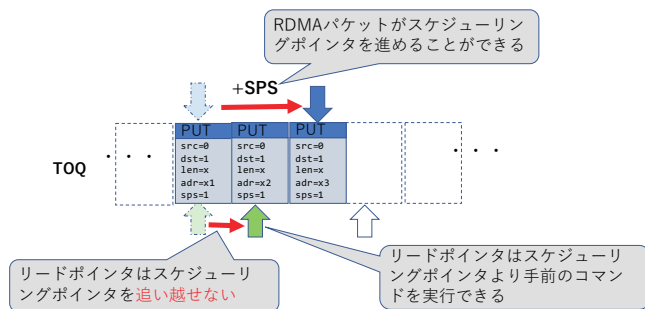 RDMAパケットがスケジューリン
グポインタを進めることができる
+SPS
TOQ
・・・
PUT
src=0
dst=1
len=x
adr=x1
sps=1
PUT
src=0
dst=1
len=x
adr=x2
sps=1
PUT
src=0
dst=1
len=x
adr=x3
sps=1
・・・
リードポインタはスケジューリ
ングポインタを追い越せない
リードポインタはスケジューリ
ングポインタより手前のコマン
ドを実行できる